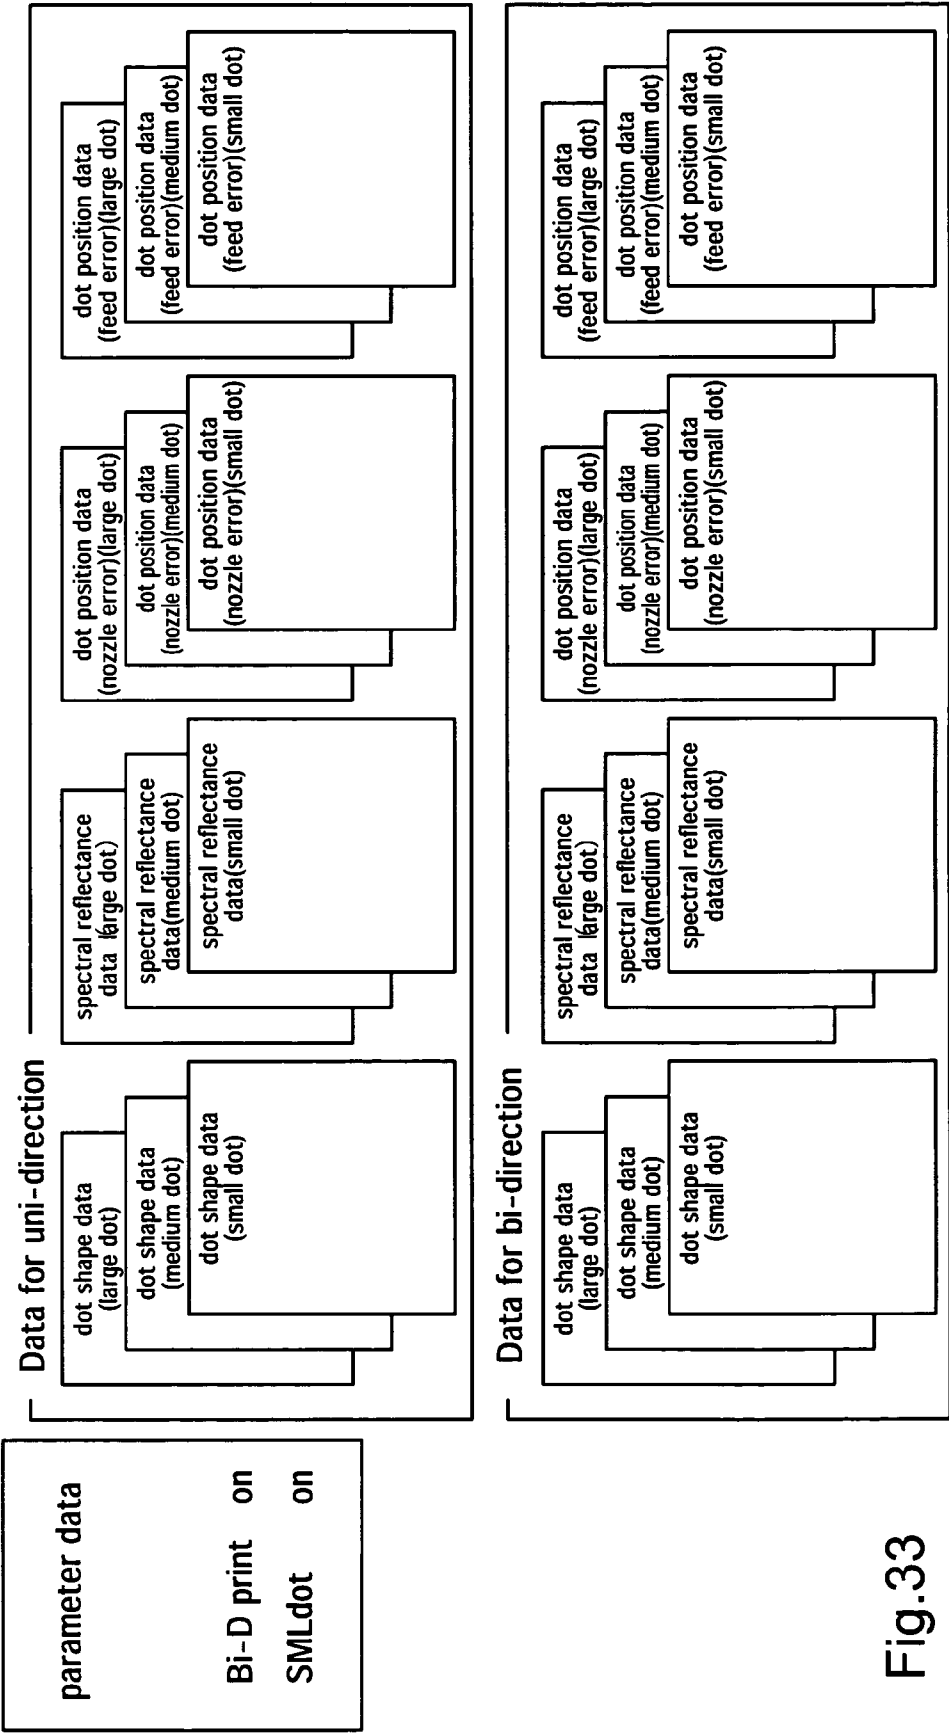 parameter data
Bi-D print on
SMLdot on
Data for uni-direction
dot shape data
(large dot)
dot shape data
(medium dot)
dot shape data
(small dot)
spectral reflectance
data large dot)
spectral reflectance
data(medium dot)
spectral reflectance
data(small dot)
dot position data
(nozzle error)(large dot)
dot position data
(nozzle error)(medium dot)
dot position data
(nozzle error)(small dot)
dot position data
(feed error)(large dot)
dot position data
(feed error)(medium dot)
dot position data
(feed error)(small dot)
Data for bi-direction
dot shape data
(large dot)
dot shape data
(medium dot)
dot shape data
(small dot)
spectral reflectance
data large dot)
spectral reflectance
data(medium dot)
spectral reflectance
data(small dot)
dot position data
(nozzle error)(large dot)
dot position data
(nozzle error)(medium dot)
dot position data
(nozzle error)(small dot)
dot position data
(feed error)(large dot)
dot position data
(feed error)(medium dot)
dot position data
(feed error)(small dot)
Fig.33